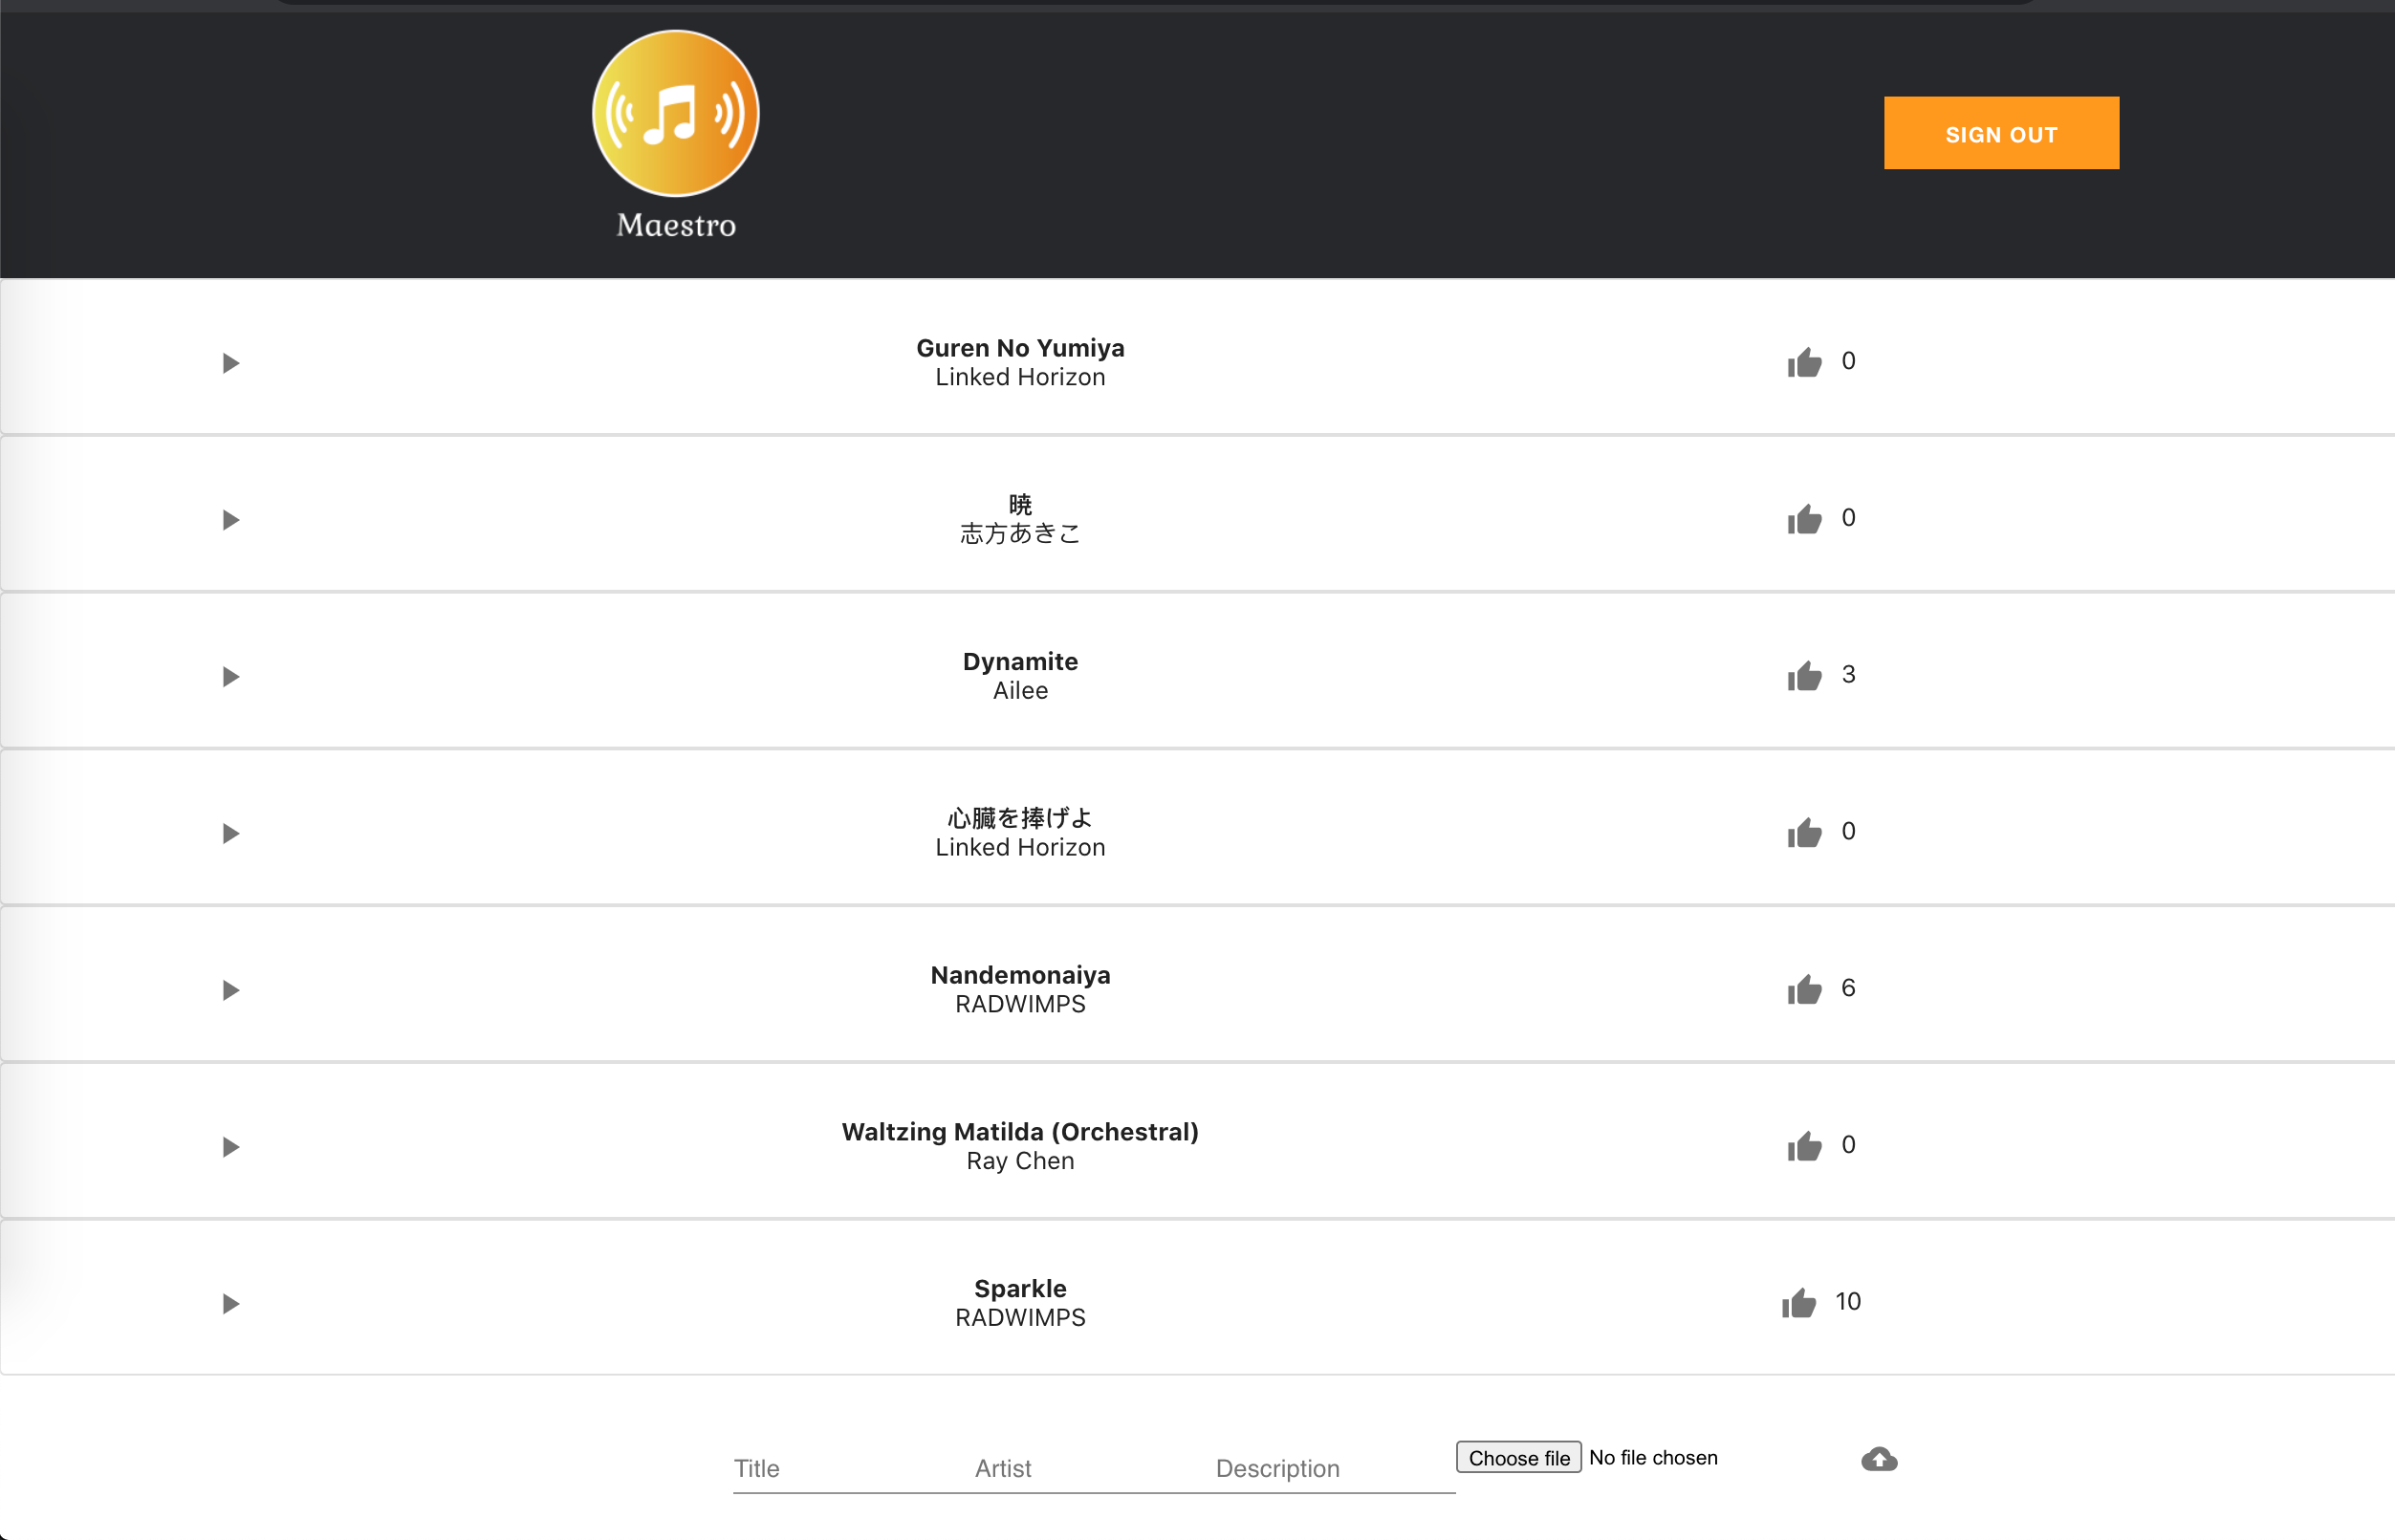 Maestro
SIGN OUT
Guren No Yumiya
Linked Horizon
0
暁
志方あきこ
0
Dynamite
Ailee
3
心臓を捧げよ
Linked Horizon
0
Nandemonaiya
RADWIMPS
6
Waltzing Matilda (Orchestral)
Ray Chen
0
Sparkle
RADWIMPS
10
Title Artist Description Choose file No file chosen